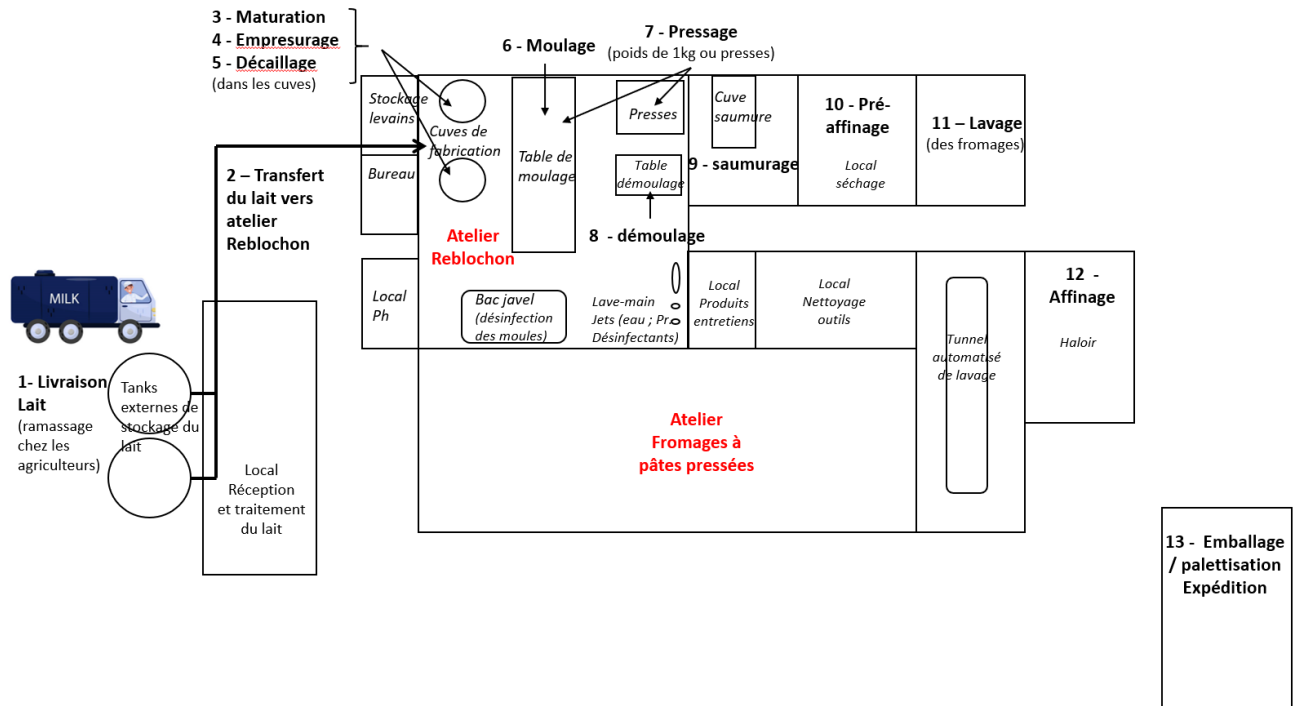 3 - Maturation
4 - Empresurage
5 - Décaillage
(dans les cuves)
6 - Moulage
7 - Pressage
(poids de 1kg ou presses)
Stockage
levains
Bureau
Cuves de
fabrication
Table de
moulage
Presses
Table
démoulage
Cuve
saumure
9 - saumurage
10 - Pré-
affinage
Local
séchage
11 – Lavage
(des fromages)
2 – Transfert
du lait vers
atelier
Reblochon
Atelier
Reblochon
8 - démoulage
MILK
Local
Ph
Bac javel
(désinfection
des moules)
Lave-main
Jets (eau ; Pr.
Désinfectants)
Local
Produits
entretiens
Local
Nettoyage
outils
Tunnel
automatisé
de lavage
12 -
Affinage
Haloir
1- Livraison
Lait
(ramassage
chez les
agriculteurs)
Tanks
externes de
stockage du
lait
Local
Réception
et traitement
du lait
Atelier
Fromages à
pâtes pressées
13 - Emballage
/ palettisation
Expédition